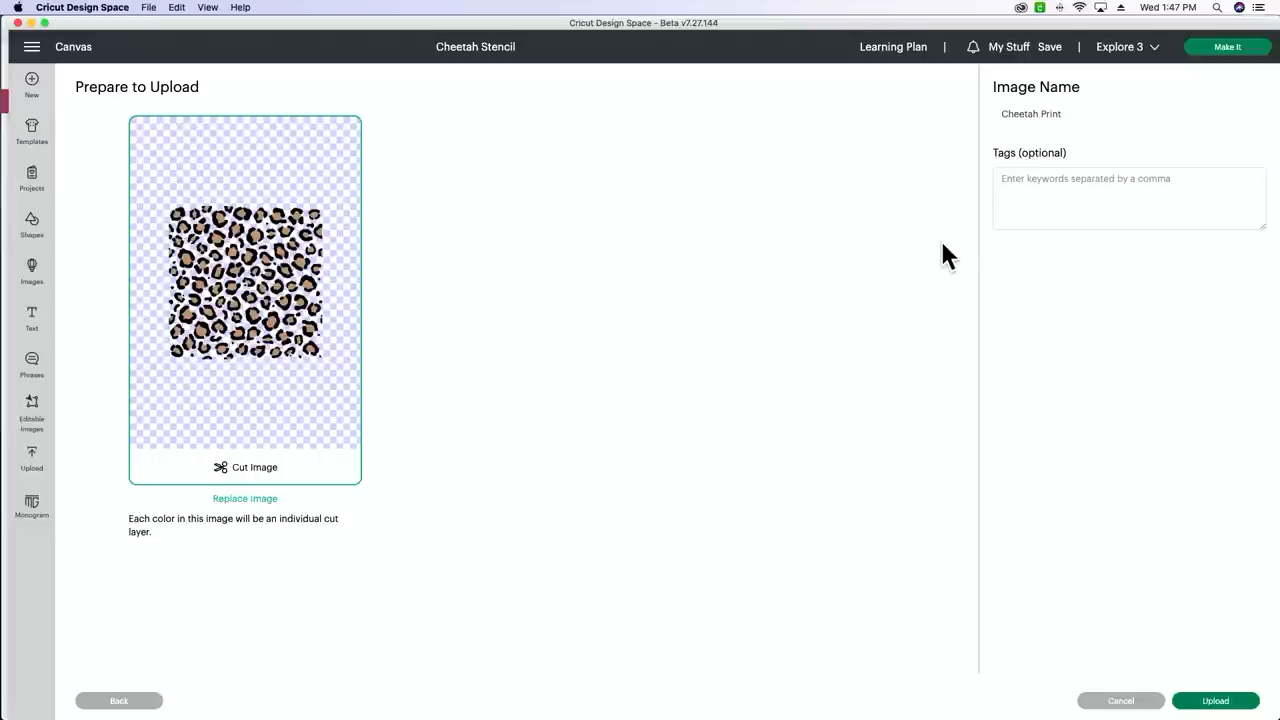 Cricut Design Space File Edit View Help Wed 1:47 PM
Cricut Design Space - Beta v7.27.144
Canvas Cheetah Stencil Learning Plan | My Stuff Save | Explore 3 Make It
New
Templates
Projects
Shapes
Images
Text
Phrases
Editable
Images
Upload
Monogram
Prepare to Upload
Cut Image
Replace image
Each color in this image will be an individual cut
layer.
Image Name
Cheetah Print
Tags (optional)
Enter keywords separated by a comma
Back
Cancel
Upload